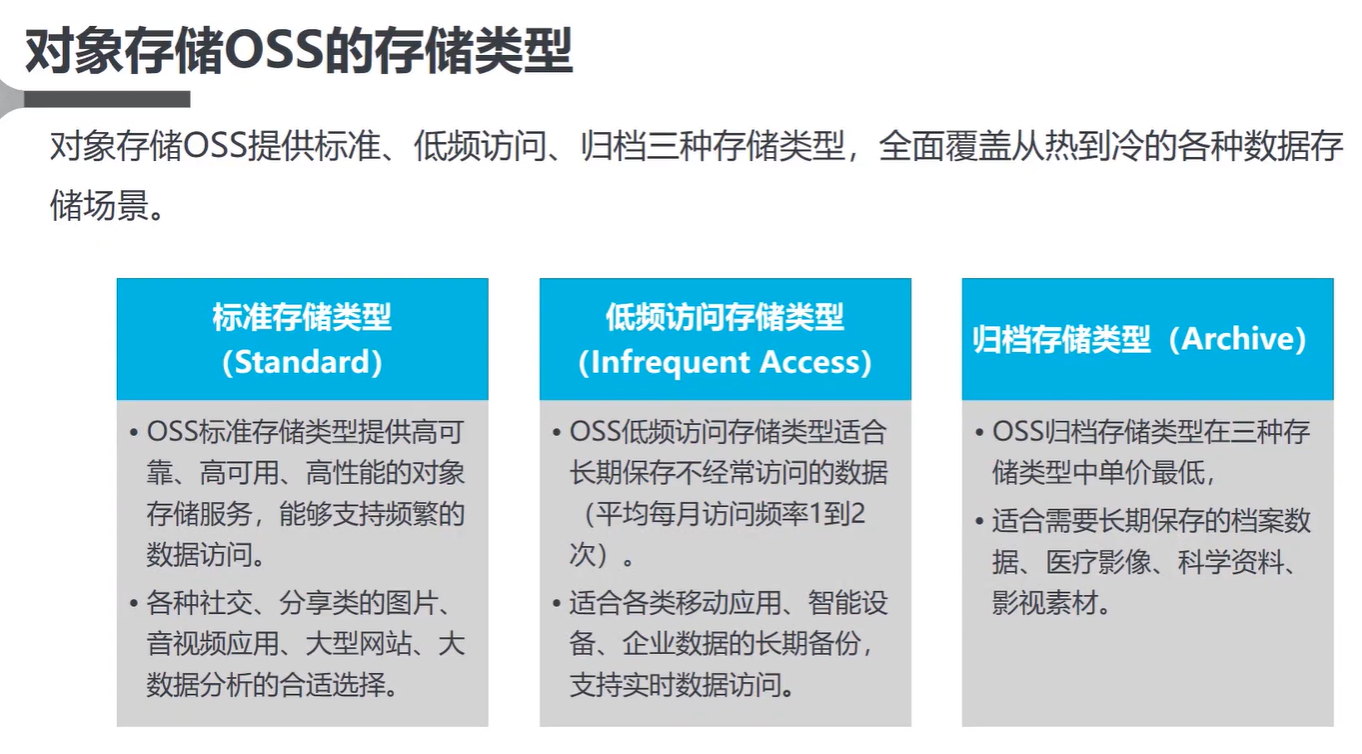 对象存储OSS的存储类型
对象存储OSS提供标准、低频访问、归档三种存储类型，全面覆盖从热到冷的各种数据存
储场景。
标准存储类型
（Standard）
• OSS标准存储类型提供高可
靠、高可用、高性能的对象
存储服务，能够支持频繁的
数据访问。
• 各种社交、分享类的图片、
音视频应用、大型网站、大
数据分析的合适选择。
低频访问存储类型
（Infrequent Access）
• OSS低频访问存储类型适合
长期保存不经常访问的数据
（平均每月访问频率1到2
次）。
• 适合各类移动应用、智能设
备、企业数据的长期备份，
支持实时数据访问。
归档存储类型（Archive）
• OSS归档存储类型在三种存
储类型中单价最低，
• 适合需要长期保存的档案数
据、医疗影像、科学资料、
影视素材。